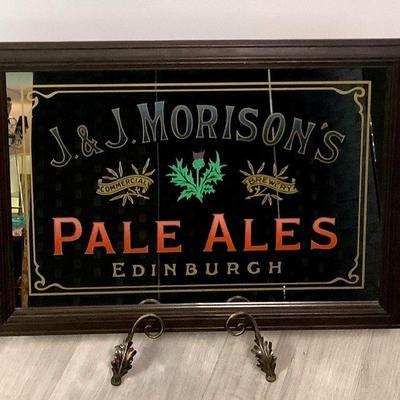 J. & J. MORISON'S
COMMERCIAL BREWERY
PALE ALES
EDINBURGH